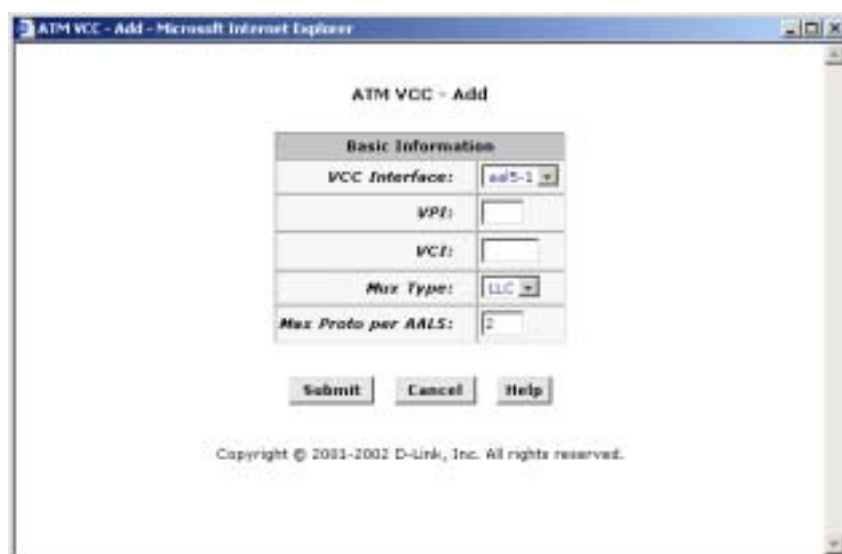 ATM VCC - Add - Microsoft Internet Explorer
ATM VCC - Add
Basic Information
VCC Interface: aal5-1
VPI:
VCI:
Mux Type: LLC
Max Proto per AAL5: 2
Submit Cancel Help
Copyright © 2001-2002 D-Link, Inc. All rights reserved.